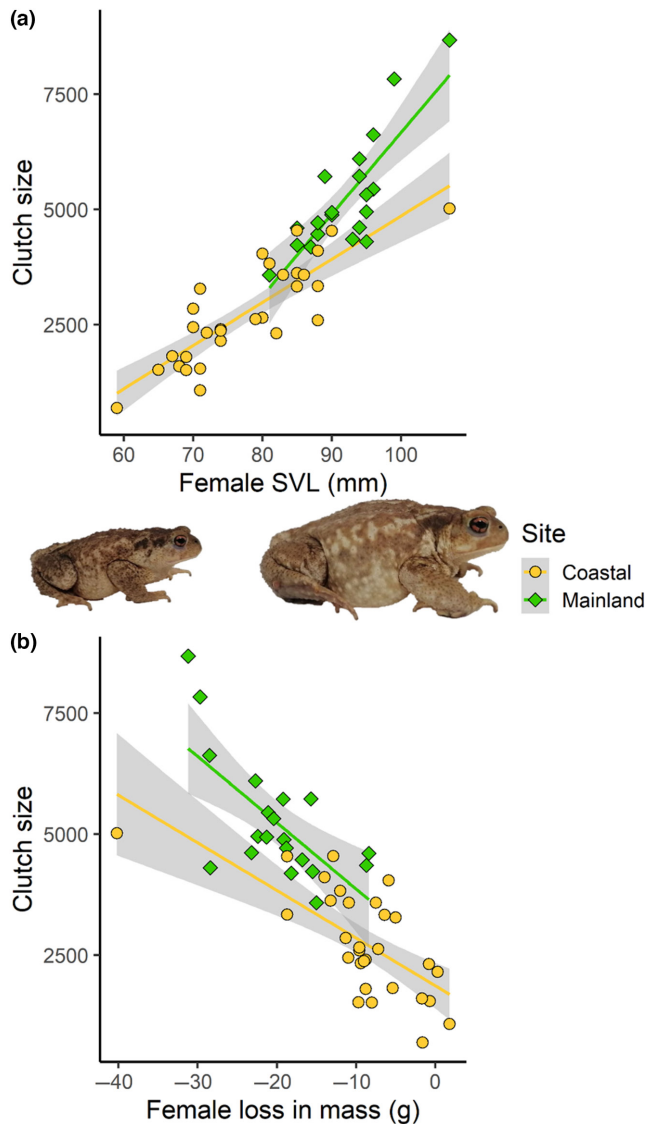 (a)
7500
5000
2500
Clutch size
60 70 80 90 100
Female SVL (mm)
Site
Coastal
Mainland
(b)
7500
5000
2500
Clutch size
−40 −30 −20 −10 0
Female loss in mass (g)